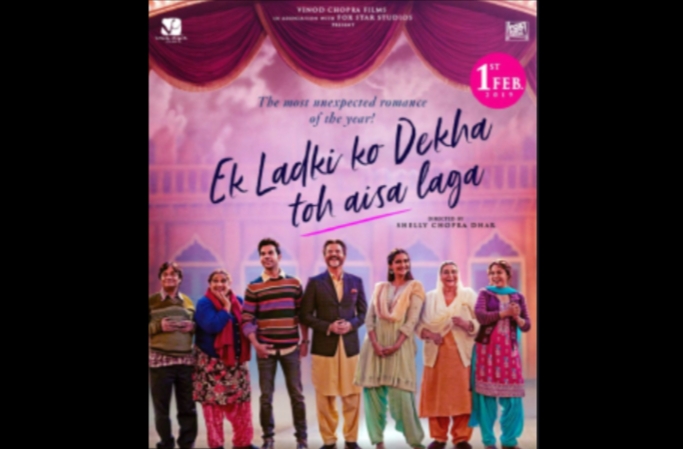 VINOD CHOPRA FILMS
IN ASSOCIATION WITH FOX STAR STUDIOS
PRESENT
1ST
FEB.
2019
The most unexpected romance
of the year!
Ek Ladki ko Dekha
toh aisa laga
DIRECTED BY
SHELLY CHOPRA DHAR